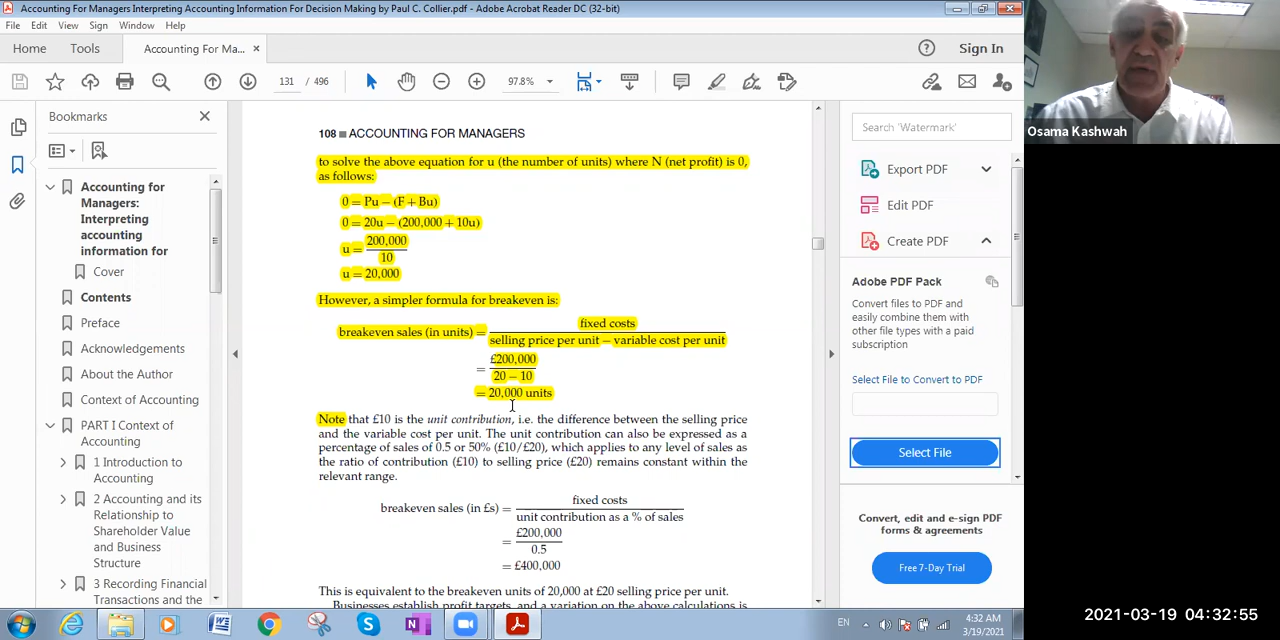 Accounting For Managers Interpreting Accounting Information For Decision Making by Paul C. Collier.pdf - Adobe Acrobat Reader DC (32-bit)
File Edit View Sign Window Help
Home Tools Accounting For Ma... × Sign In
131 / 496 97.8%
Bookmarks
Accounting for
Managers:
Interpreting
accounting
information for
Cover
Contents
Preface
Acknowledgements
About the Author
Context of Accounting
PART I Context of
Accounting
1 Introduction to
Accounting
2 Accounting and its
Relationship to
Shareholder Value
and Business
Structure
3 Recording Financial
Transactions and the
108 ■ ACCOUNTING FOR MANAGERS
to solve the above equation for u (the number of units) where N (net profit) is 0,
as follows:
0 = Pu − (F + Bu)
0 = 20u − (200,000 + 10u)
u = 200,000
10
u = 20,000
However, a simpler formula for breakeven is:
breakeven sales (in units) = fixed costs
selling price per unit − variable cost per unit
= £200,000
20 − 10
= 20,000 units
Note that £10 is the unit contribution, i.e. the difference between the selling price
and the variable cost per unit. The unit contribution can also be expressed as a
percentage of sales of 0.5 or 50% (£10/£20), which applies to any level of sales as
the ratio of contribution (£10) to selling price (£20) remains constant within the
relevant range.
breakeven sales (in £s) = fixed costs
unit contribution as a % of sales
= £200,000
0.5
= £400,000
This is equivalent to the breakeven units of 20,000 at £20 selling price per unit.
Businesses establish profit targets, and a variation on the above calculations is
Search 'Watermark'
Export PDF
Edit PDF
Create PDF
Adobe PDF Pack
Convert files to PDF and
easily combine them with
other file types with a paid
subscription
Select File to Convert to PDF
Select File
Convert, edit and e-sign PDF
forms & agreements
Free 7-Day Trial
Osama Kashwah
EN
4:32 AM
3/19/2021
2021-03-19 04:32:55